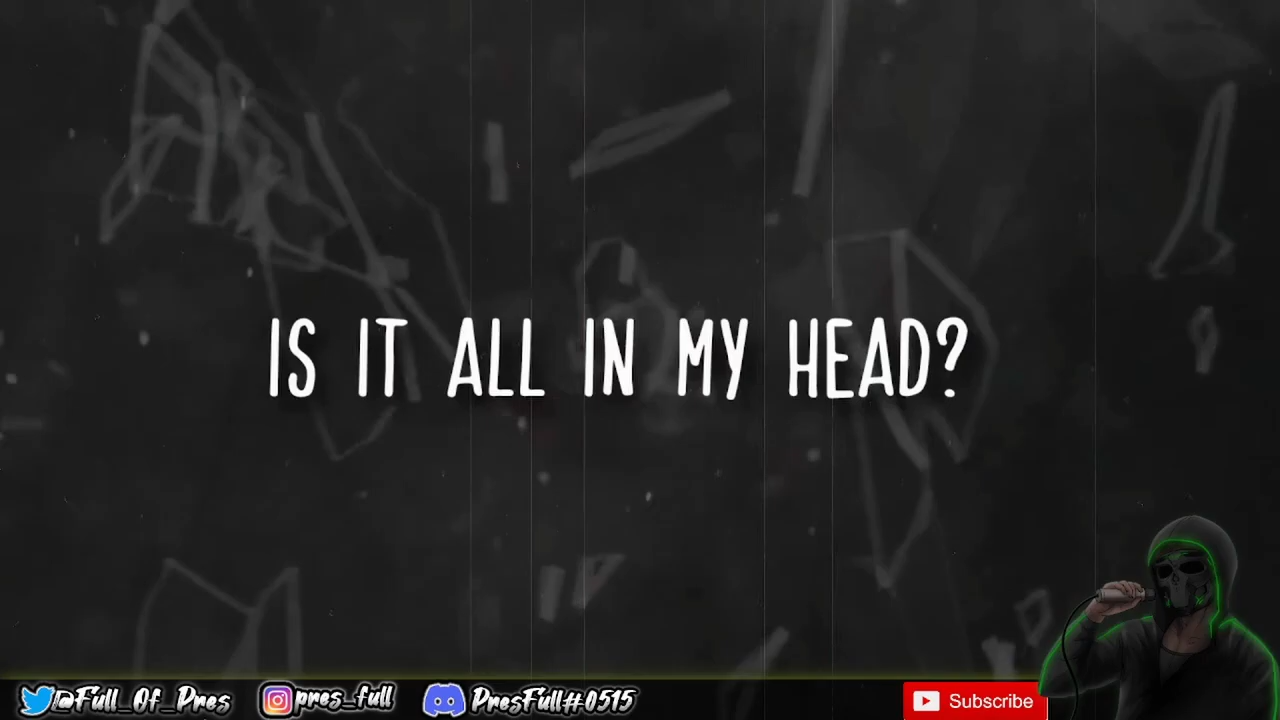 IS IT ALL IN MY HEAD?
@Full_Of_Pres
pres_full
PresFull#0515
Subscribe